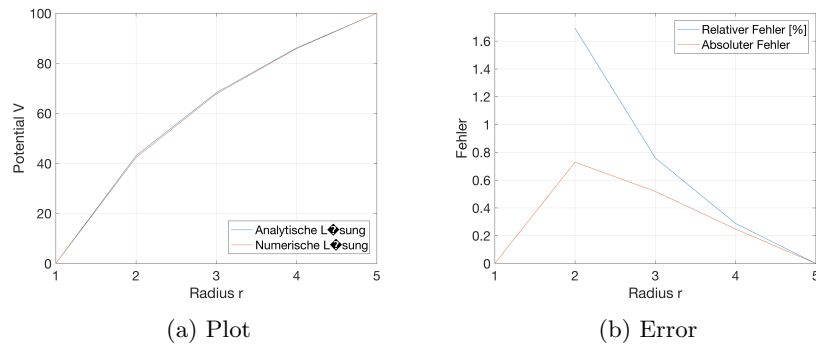 100
80
60
40
20
0
Potential V
1 2 3 4 5
Radius r
Analytische L�sung
Numerische L�sung
(a) Plot
1.6
1.4
1.2
1
0.8
0.6
0.4
0.2
0
Fehler
1 2 3 4 5
Radius r
Relativer Fehler [%]
Absoluter Fehler
(b) Error